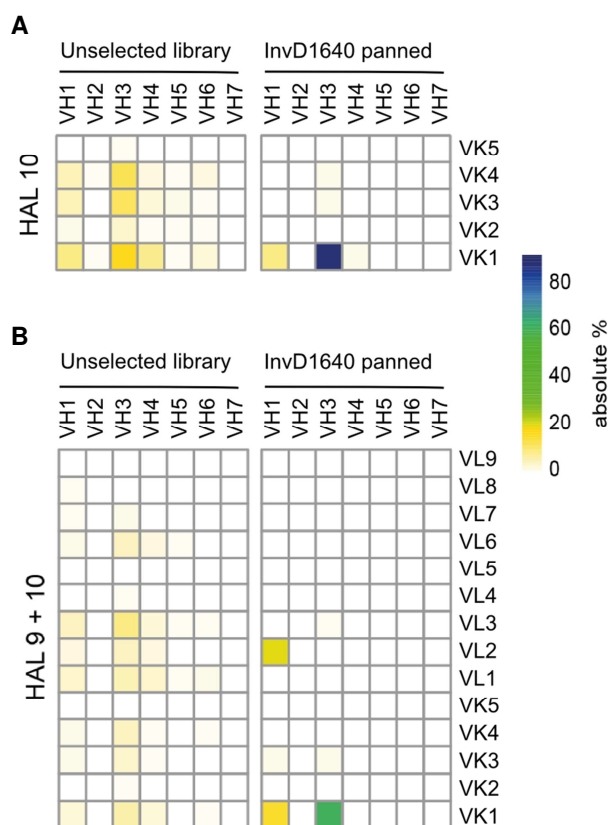 A
Unselected library InvD1640 panned
VH1 VH2 VH3 VH4 VH5 VH6 VH7 VH1 VH2 VH3 VH4 VH5 VH6 VH7
HAL 10
VK5
VK4
VK3
VK2
VK1
80
60
40
20
0
absolute %
B
Unselected library InvD1640 panned
VH1 VH2 VH3 VH4 VH5 VH6 VH7 VH1 VH2 VH3 VH4 VH5 VH6 VH7
HAL 9 + 10
VL9
VL8
VL7
VL6
VL5
VL4
VL3
VL2
VL1
VK5
VK4
VK3
VK2
VK1